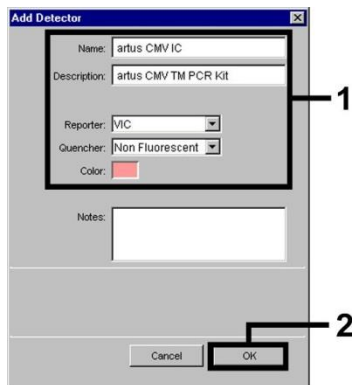 Add Detector
Name: artus CMV IC
Description: artus CMV TM PCR Kit
1
Reporter: VIC
Quencher: Non Fluorescent
Color:
Notes:
2
Cancel OK